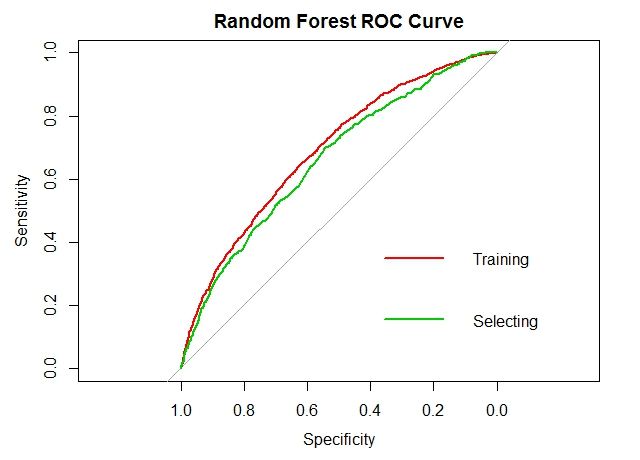 Random Forest ROC Curve
Sensitivity
1.0
0.8
0.6
0.4
0.2
0.0
Training
Selecting
1.0 0.8 0.6 0.4 0.2 0.0
Specificity